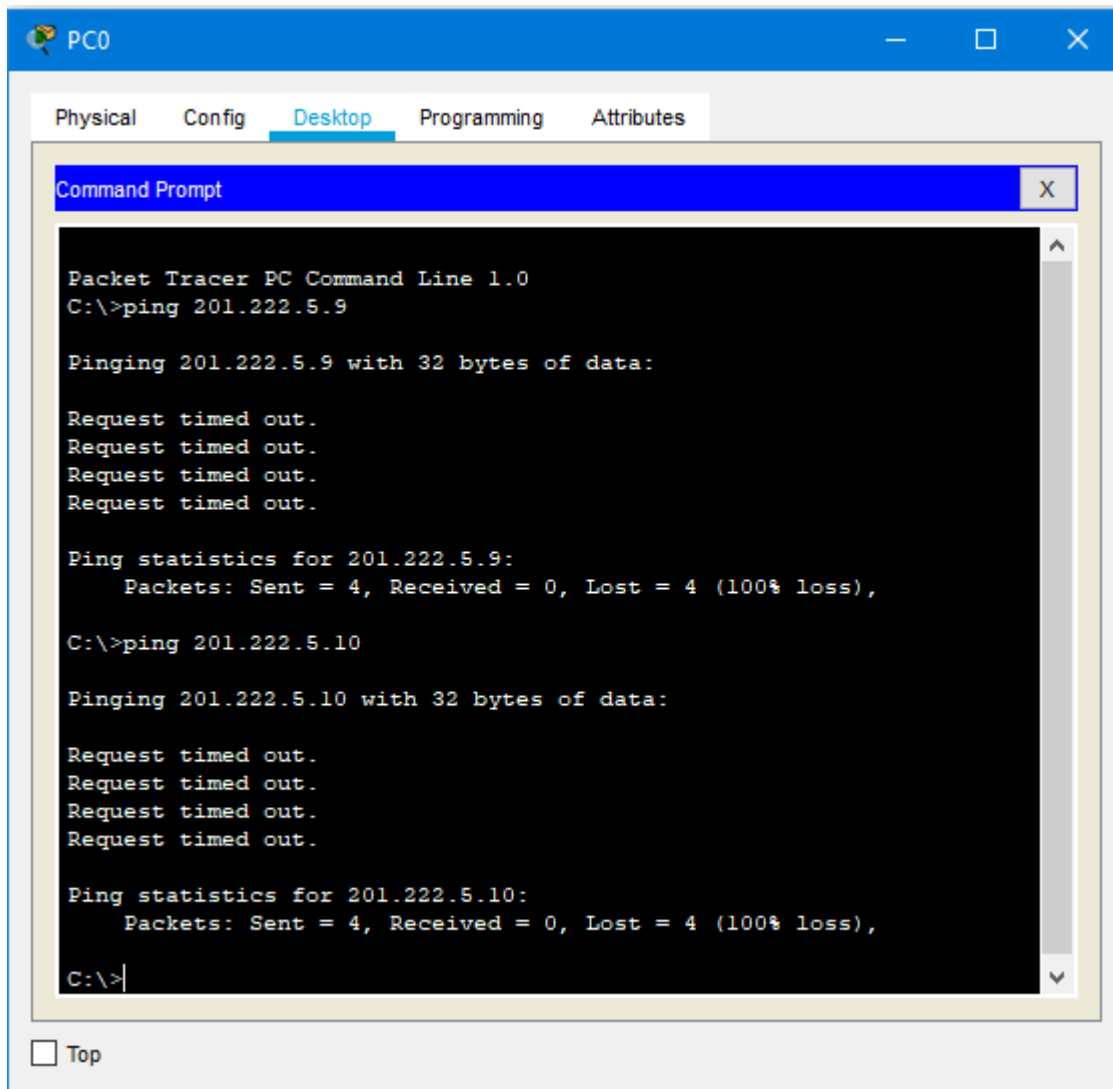 PC0
Physical Config Desktop Programming Attributes
Command Prompt
X
Packet Tracer PC Command Line 1.0
C:\>ping 201.222.5.9
Pinging 201.222.5.9 with 32 bytes of data:
Request timed out.
Request timed out.
Request timed out.
Request timed out.
Ping statistics for 201.222.5.9:
Packets: Sent = 4, Received = 0, Lost = 4 (100% loss),
C:\>ping 201.222.5.10
Pinging 201.222.5.10 with 32 bytes of data:
Request timed out.
Request timed out.
Request timed out.
Request timed out.
Ping statistics for 201.222.5.10:
Packets: Sent = 4, Received = 0, Lost = 4 (100% loss),
C:\>
Top